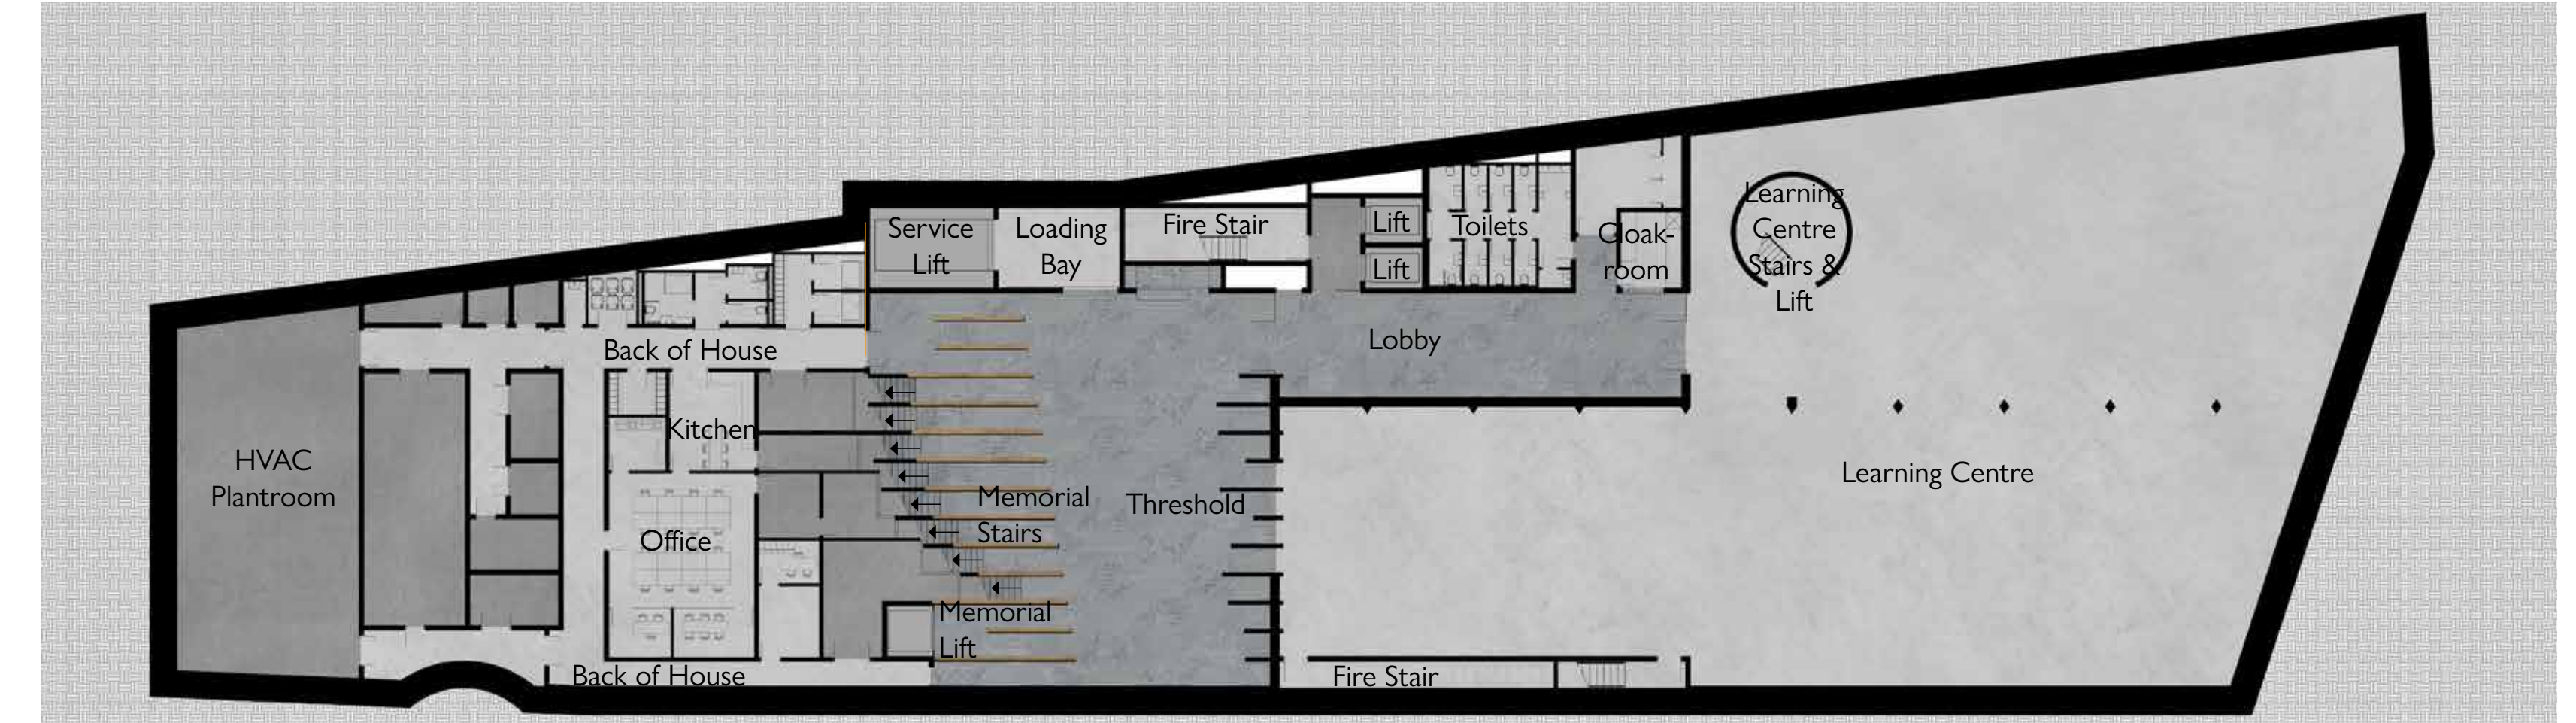 Learning
Centre
Stairs &
Lift
Service
Lift
Loading
Bay
Fire Stair
Lift
Lift
Toilets
Cloak-
room
Back of House
Lobby
Kitchen
HVAC
Plantroom
Office
Memorial
Stairs
Threshold
Learning Centre
Memorial
Lift
Back of House
Fire Stair